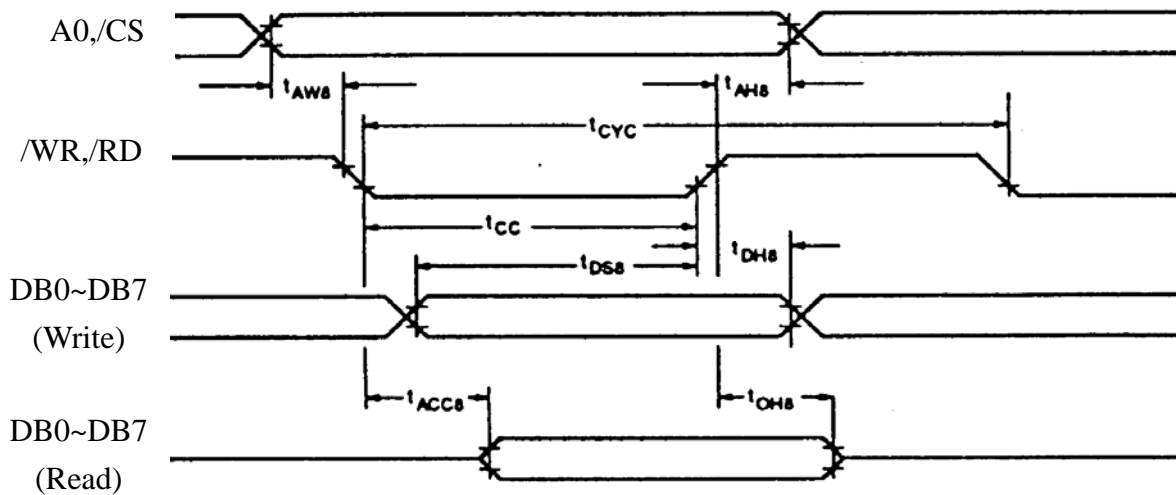 A0,/CS
tAW8
tAH8
tCYC
/WR,/RD
tCC
tDS8
tDH8
DB0~DB7
(Write)
tACC8
tOH8
DB0~DB7
(Read)